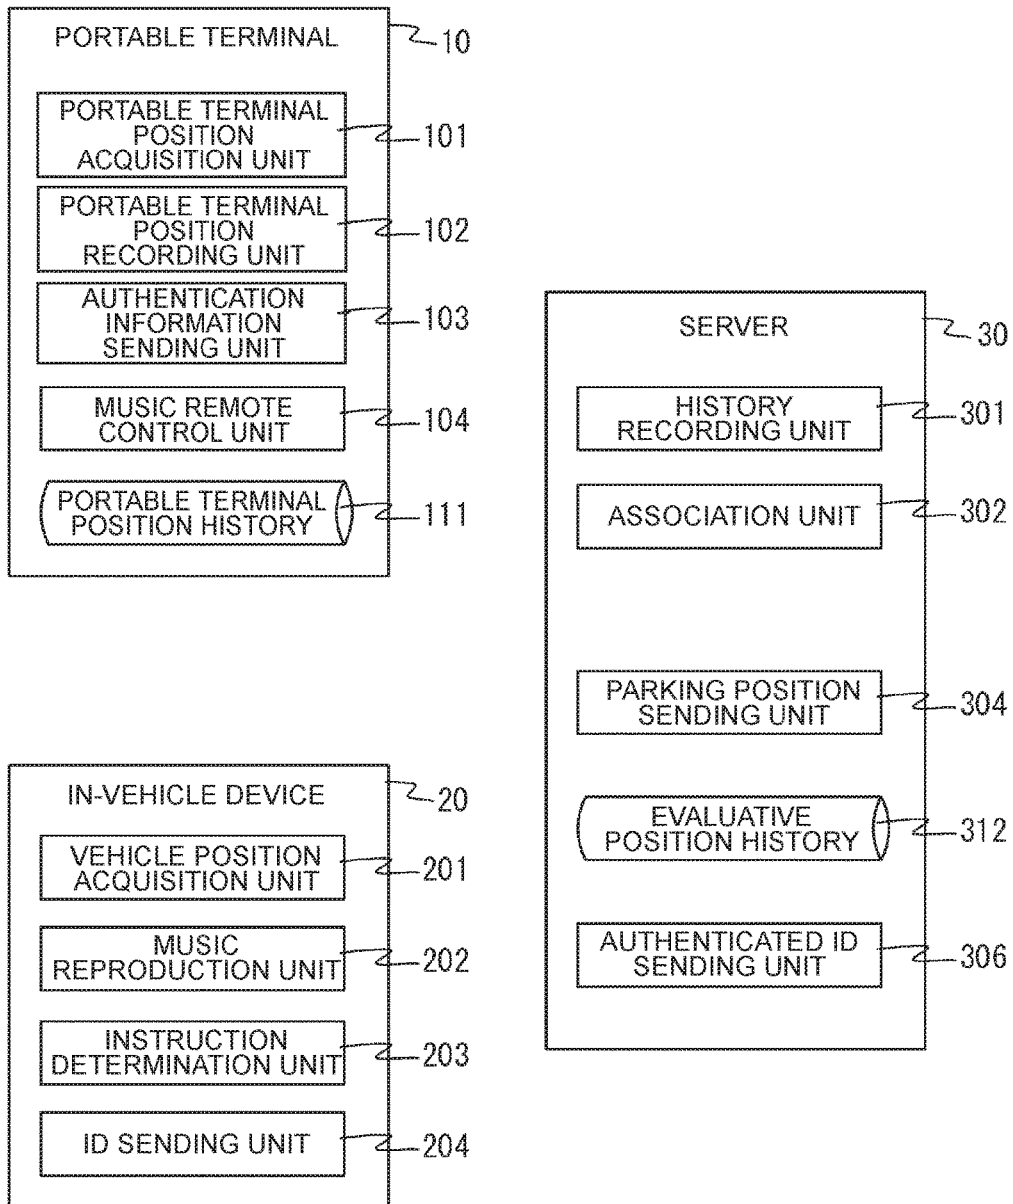 PORTABLE TERMINAL
10
PORTABLE TERMINAL
POSITION
ACQUISITION UNIT
101
PORTABLE TERMINAL
POSITION
RECORDING UNIT
102
AUTHENTICATION
INFORMATION
SENDING UNIT
103
MUSIC REMOTE
CONTROL UNIT
104
PORTABLE TERMINAL
POSITION HISTORY
111
IN-VEHICLE DEVICE
20
VEHICLE POSITION
ACQUISITION UNIT
201
MUSIC
REPRODUCTION UNIT
202
INSTRUCTION
DETERMINATION UNIT
203
ID SENDING UNIT
204
SERVER
30
HISTORY
RECORDING UNIT
301
ASSOCIATION UNIT
302
PARKING POSITION
SENDING UNIT
304
EVALUATIVE
POSITION HISTORY
312
AUTHENTICATED ID
SENDING UNIT
306